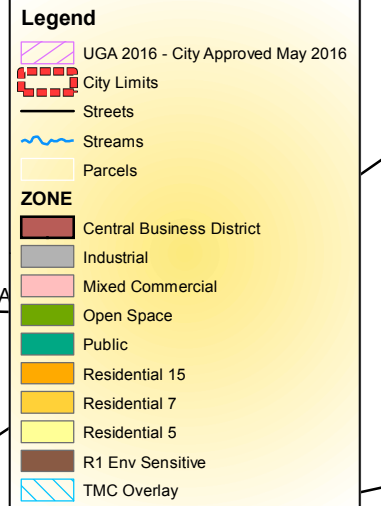 Legend
UGA 2016 - City Approved May 2016
City Limits
Streets
Streams
Parcels
ZONE
Central Business District
Industrial
Mixed Commercial
Open Space
Public
Residential 15
Residential 7
Residential 5
R1 Env Sensitive
TMC Overlay